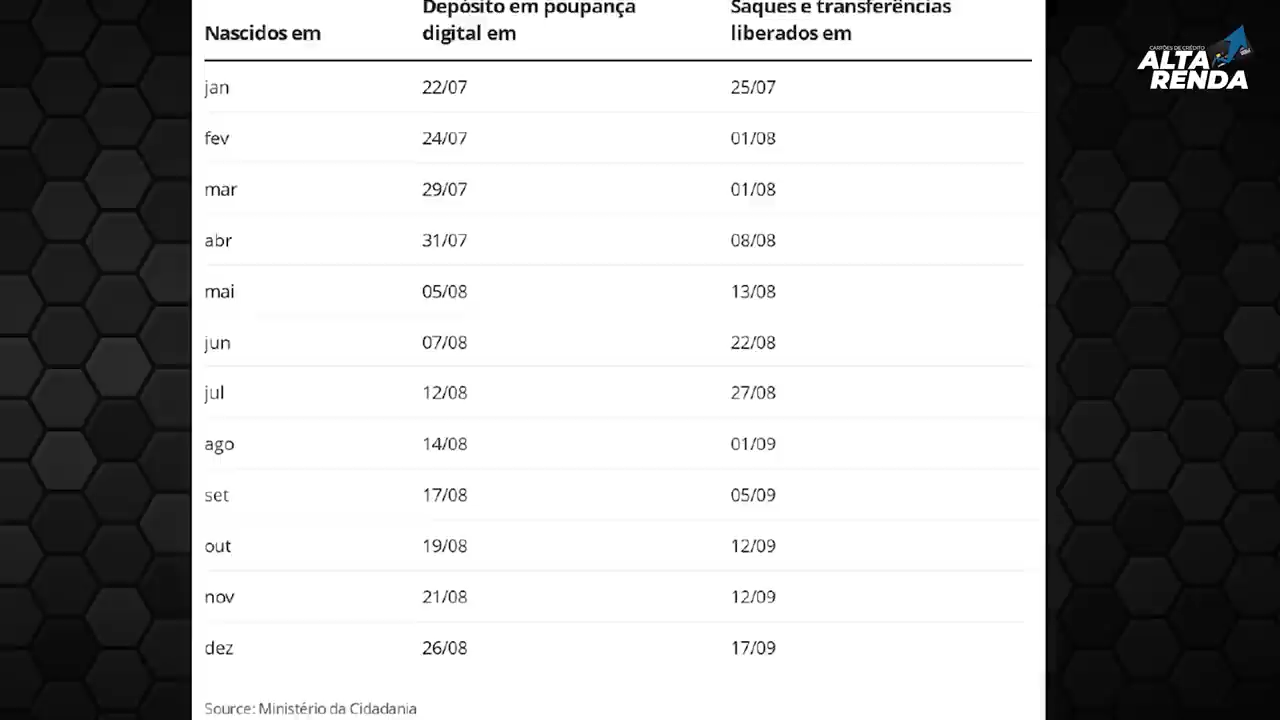 Depósito em poupança Saques e transferências
Nascidos em digital em liberados em
jan 22/07 25/07
fev 24/07 01/08
mar 29/07 01/08
abr 31/07 08/08
mai 05/08 13/08
jun 07/08 22/08
jul 12/08 27/08
ago 14/08 01/09
set 17/08 05/09
out 19/08 12/09
nov 21/08 12/09
dez 26/08 17/09
Source: Ministério da Cidadania
CARTÕES DE CRÉDITO
ALTA
RENDA